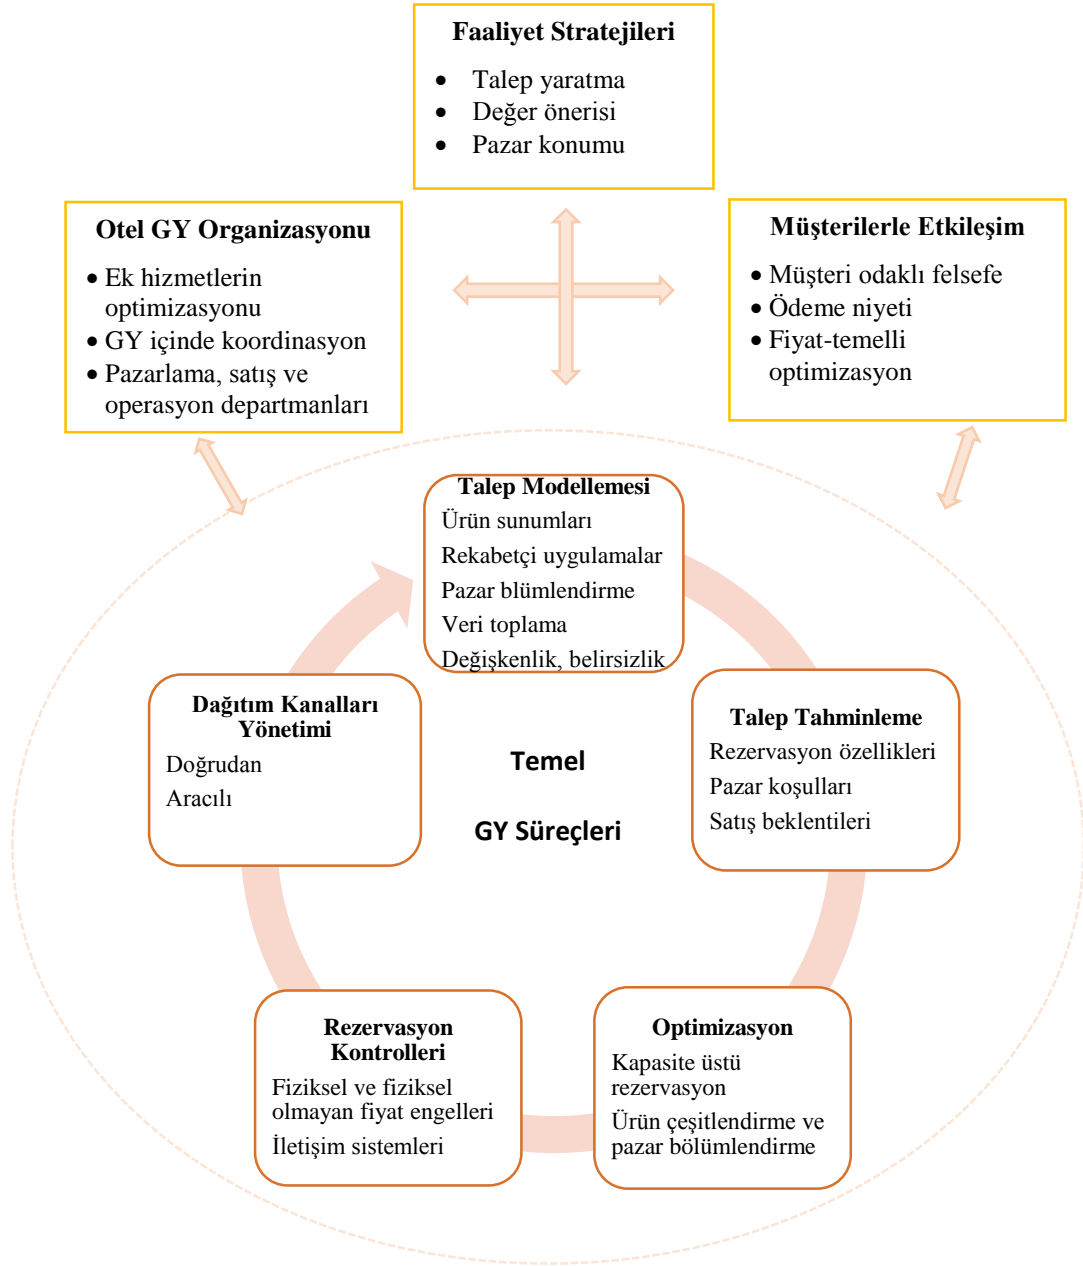 Faaliyet Stratejileri
• Talep yaratma
• Değer önerisi
• Pazar konumu
Otel GY Organizasyonu
• Ek hizmetlerin
optimizasyonu
• GY içinde koordinasyon
• Pazarlama, satış ve
operasyon departmanları
Müşterilerle Etkileşim
• Müşteri odaklı felsefe
• Ödeme niyeti
• Fiyat-temelli
optimizasyon
Talep Modellemesi
Ürün sunumları
Rekabetçi uygulamalar
Pazar blümlendirme
Veri toplama
Değişkenlik, belirsizlik
Dağıtım Kanalları
Yönetimi
Doğrudan
Aracılı
Temel
GY Süreçleri
Talep Tahminleme
Rezervasyon özellikleri
Pazar koşulları
Satış beklentileri
Rezervasyon
Kontrolleri
Fiziksel ve fiziksel
olmayan fiyat engelleri
İletişim sistemleri
Optimizasyon
Kapasite üstü
rezervasyon
Ürün çeşitlendirme ve
pazar bölümlendirme